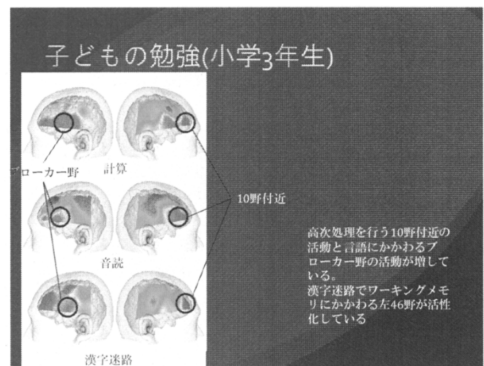 子どもの勉強(小学3年生)
ローカー野
計算
10野付近
音読
高次処理を行う10野付近の
活動と言語にかかわるブ
ローカー野の活動が増して
いる。
漢字迷路でワーキングメモ
リにかかわる左46野が活性
化している
漢字迷路